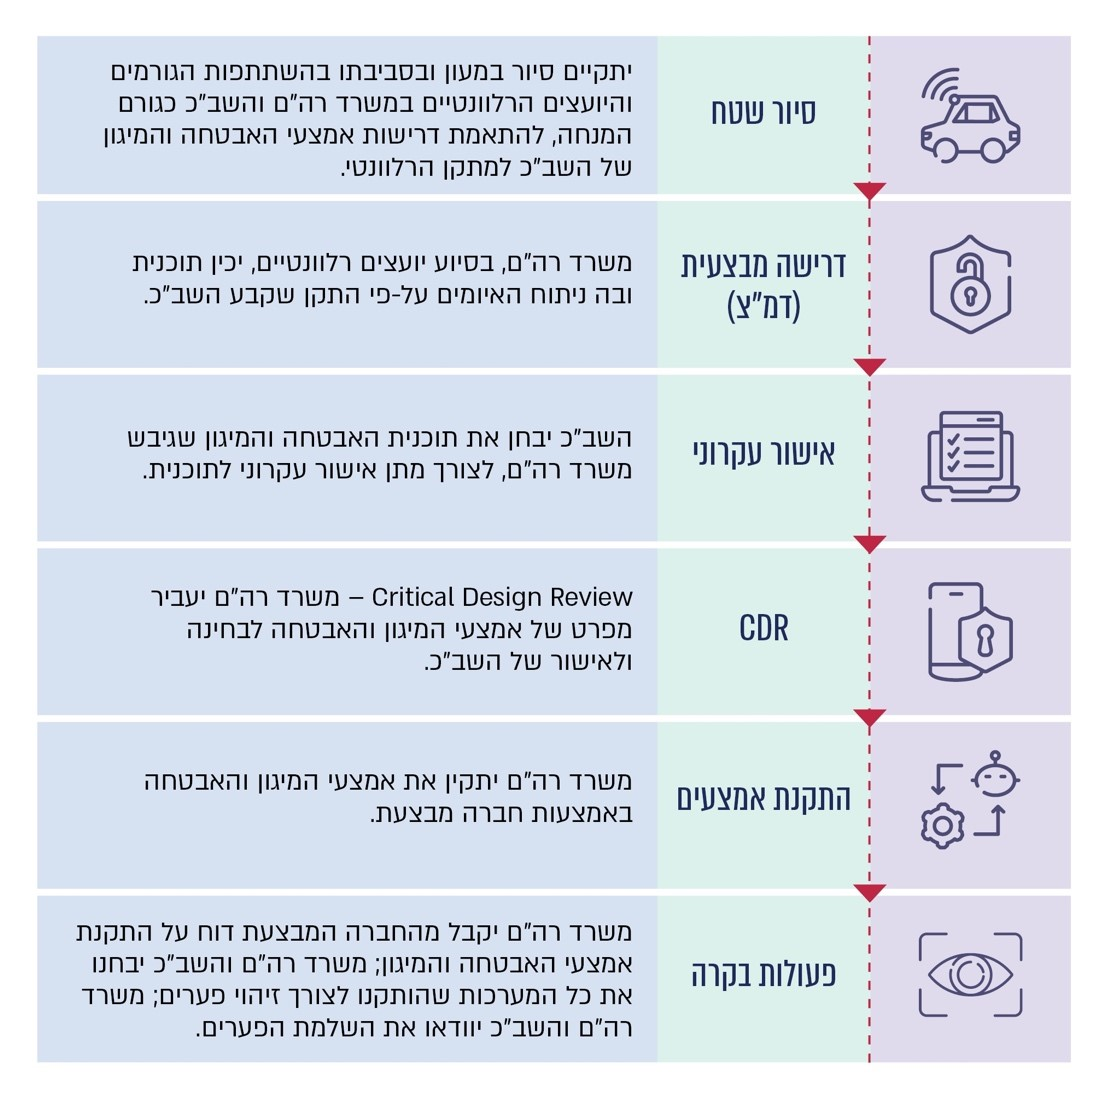 סיור שטח
יתקיים סיור במעון ובסביבתו בהשתתפות הגורמים
והיועצים הרלוונטיים במשרד רה"ם והשב"כ כגורם
המנחה, להתאמת דרישות אמצעי האבטחה והמיגון
של השב"כ למתקן הרלוונטי.
דרישה מבצעית
(דמ"צ)
משרד רה"ם, בסיוע יועצים רלוונטיים, יכין תוכנית
ובה ניתוח האיומים על-פי התקן שקבע השב"כ.
אישור עקרוני
השב"כ יבחן את תוכנית האבטחה והמיגון שגיבש
משרד רה"ם, לצורך מתן אישור עקרוני לתוכנית.
CDR
Critical Design Review – משרד רה"ם יעביר
מפרט של אמצעי המיגון והאבטחה לבחינה
ולאישור של השב"כ.
התקנת אמצעים
משרד רה"ם יתקין את אמצעי המיגון והאבטחה
באמצעות חברה מבצעת.
פעולות בקרה
משרד רה"ם יקבל מהחברה המבצעת דוח על התקנת
אמצעי האבטחה והמיגון; משרד רה"ם והשב"כ יבחנו
את כל המערכות שהותקנו לצורך זיהוי פערים; משרד
רה"ם והשב"כ יוודאו את השלמת הפערים.